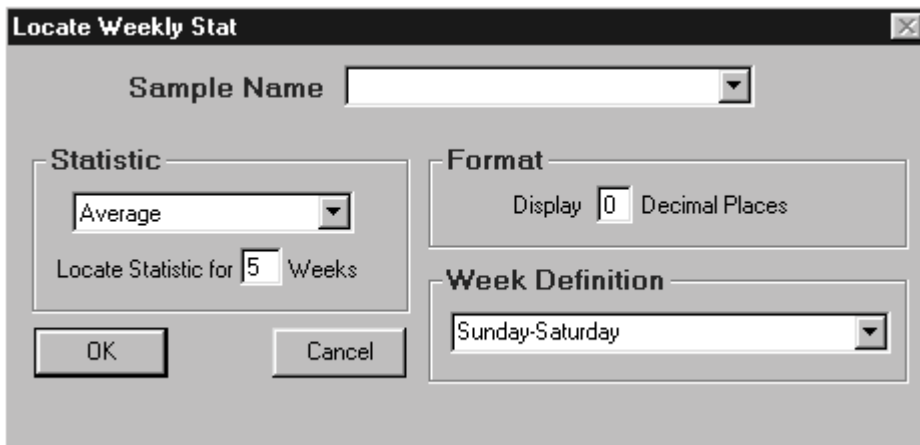 Locate Weekly Stat
Sample Name
Statistic
Average
Locate Statistic for 5 Weeks
OK
Cancel
Format
Display 0 Decimal Places
Week Definition
Sunday-Saturday